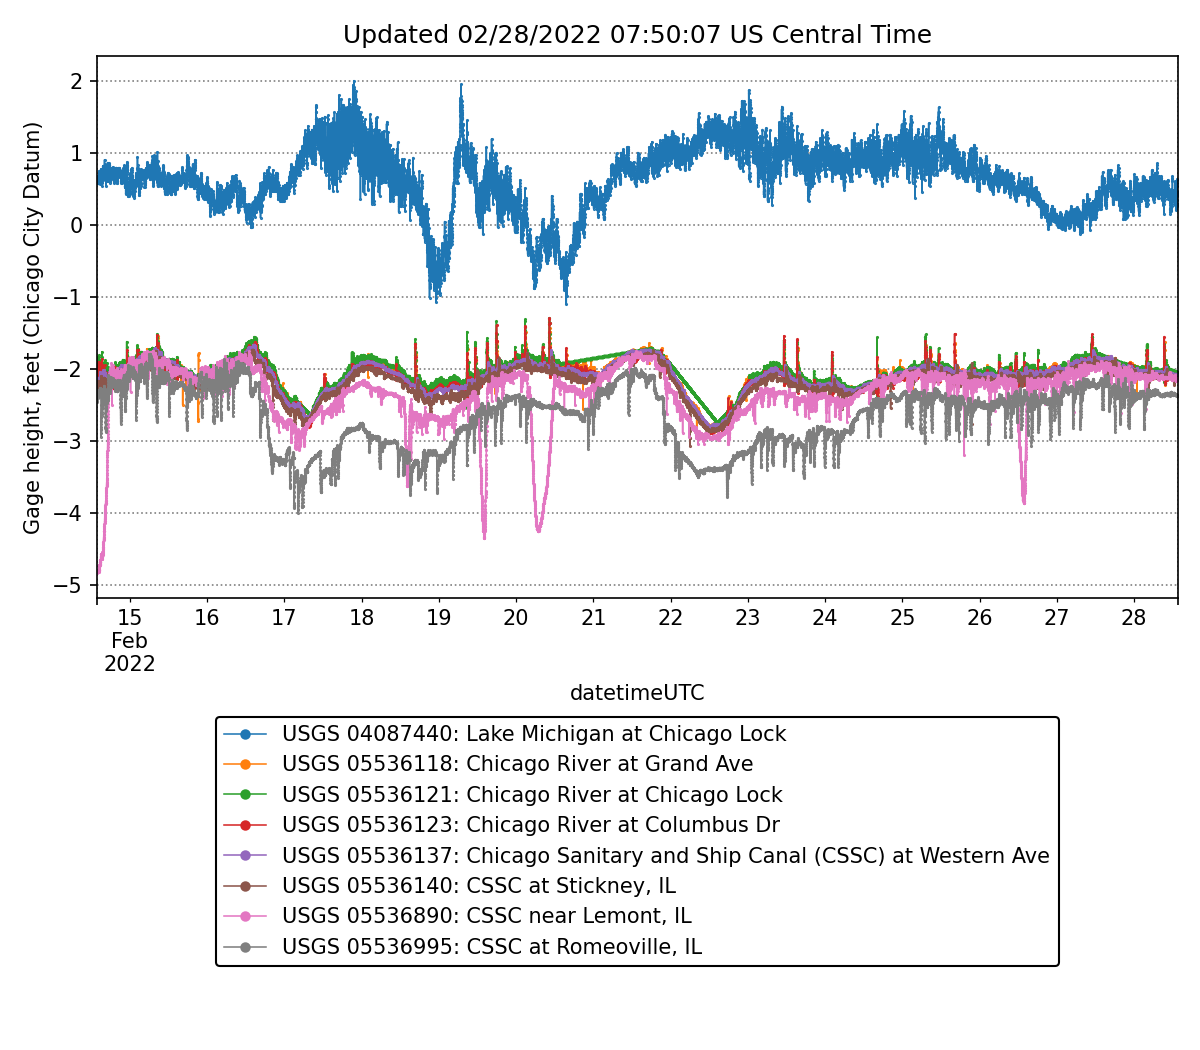 Updated 02/28/2022 07:50:07 US Central Time
Gage height, feet (Chicago City Datum)
2
1
0
−1
−2
−3
−4
−5
15 16 17 18 19 20 21 22 23 24 25 26 27 28
Feb
2022
datetimeUTC
USGS 04087440: Lake Michigan at Chicago Lock
USGS 05536118: Chicago River at Grand Ave
USGS 05536121: Chicago River at Chicago Lock
USGS 05536123: Chicago River at Columbus Dr
USGS 05536137: Chicago Sanitary and Ship Canal (CSSC) at Western Ave
USGS 05536140: CSSC at Stickney, IL
USGS 05536890: CSSC near Lemont, IL
USGS 05536995: CSSC at Romeoville, IL